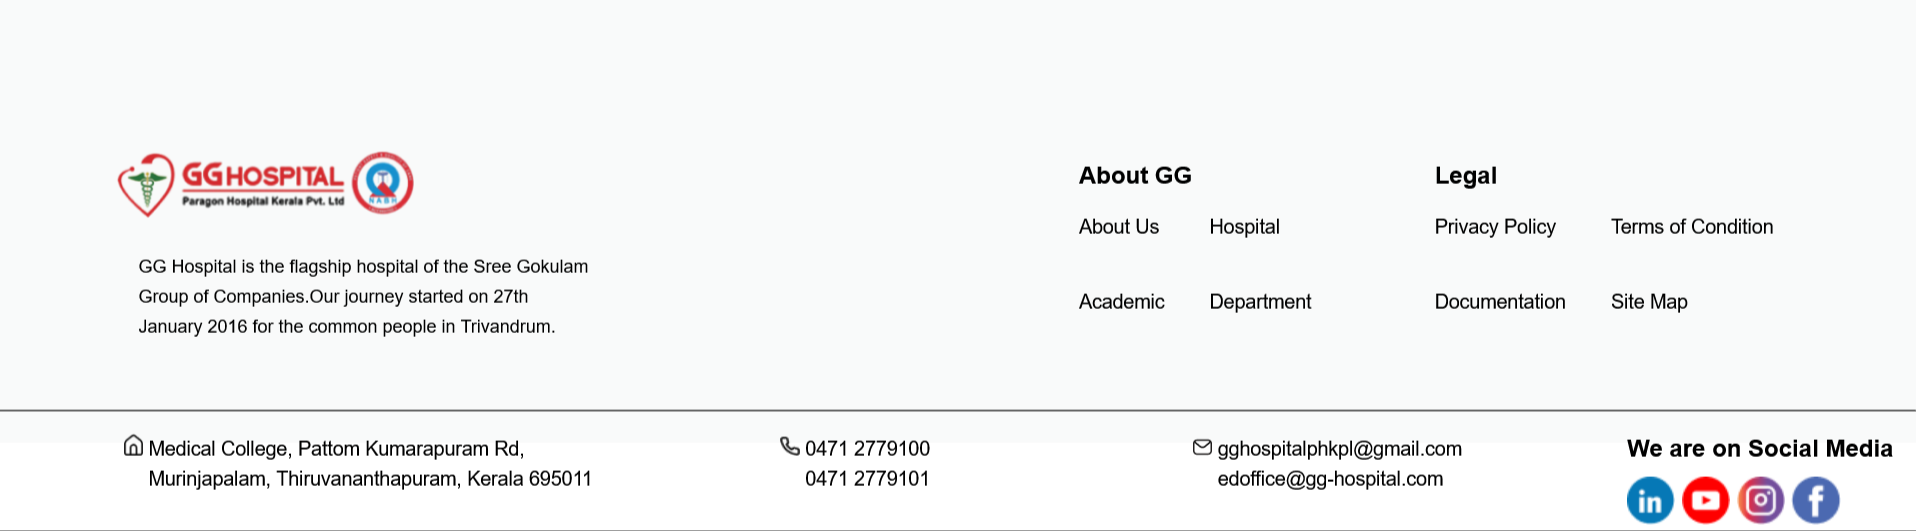 GG HOSPITAL
Paragon Hospital Kerala Pvt. Ltd
NABH
GG Hospital is the flagship hospital of the Sree Gokulam
Group of Companies.Our journey started on 27th
January 2016 for the common people in Trivandrum.
About GG
About Us Hospital
Academic Department
Legal
Privacy Policy Terms of Condition
Documentation Site Map
Medical College, Pattom Kumarapuram Rd,
Murinjapalam, Thiruvananthapuram, Kerala 695011
0471 2779100
0471 2779101
gghospitalphkpl@gmail.com
edoffice@gg-hospital.com
We are on Social Media
in f